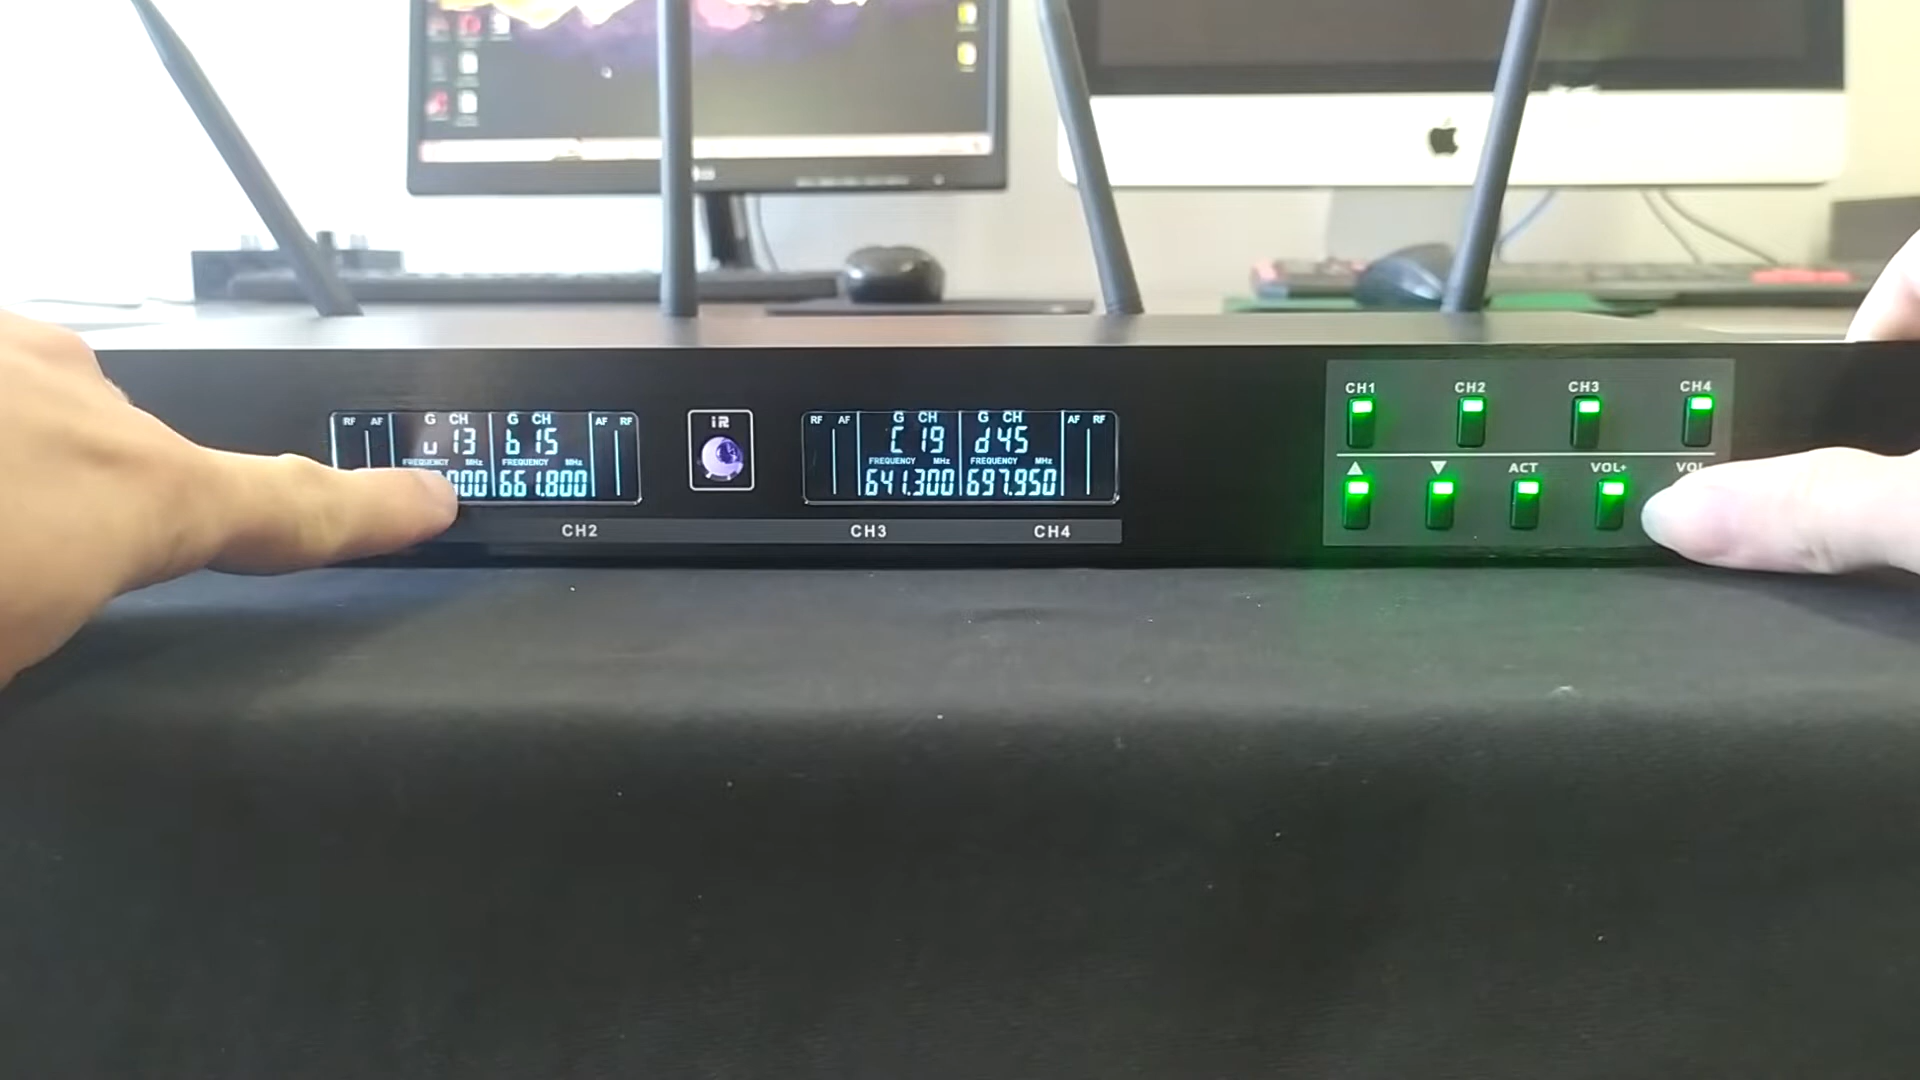 RF AF G CH G CH AF RF
u 13 b 15
FREQUENCY MHz FREQUENCY MHz
000 661.800
iR
RF AF G CH G CH AF RF
C 19 d 45
FREQUENCY MHz FREQUENCY MHz
641.300 697.950
CH2 CH3 CH4
CH1 CH2 CH3 CH4
▲ ▼ ACT VOL+ VOL